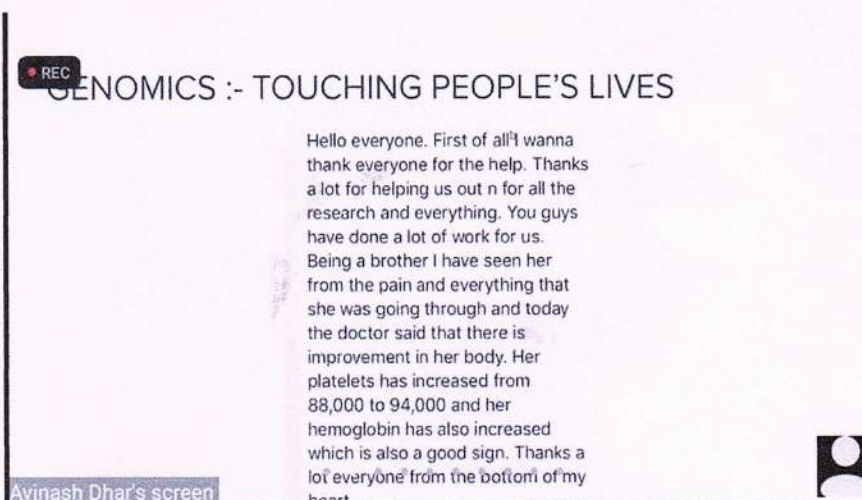 REC
GENOMICS :- TOUCHING PEOPLE'S LIVES
Hello everyone. First of all I wanna
thank everyone for the help. Thanks
a lot for helping us out n for all the
research and everything. You guys
have done a lot of work for us.
Being a brother I have seen her
from the pain and everything that
she was going through and today
the doctor said that there is
improvement in her body. Her
platelets has increased from
88,000 to 94,000 and her
hemoglobin has also increased
which is also a good sign. Thanks a
lot everyone from the bottom of my
heart
Avinash Dhar's screen